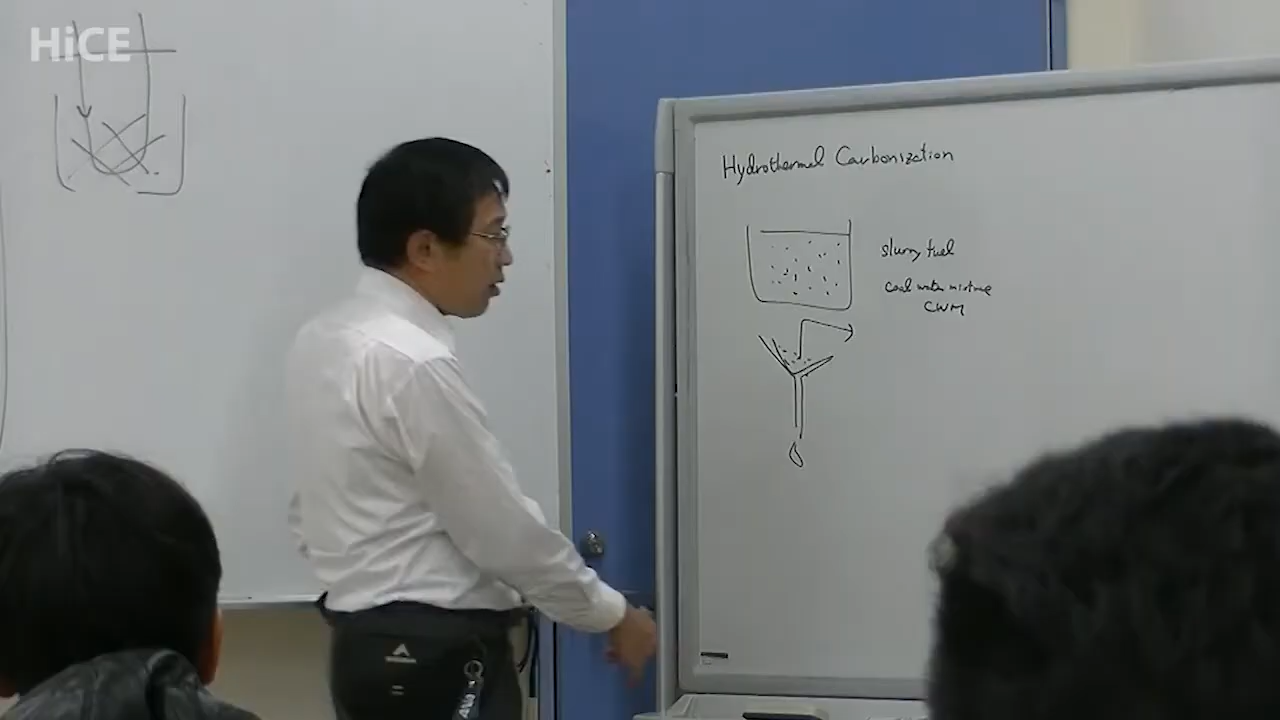 HiCE
Hydrothermal Carbonization
slurry fuel
coal water mixture
CWM